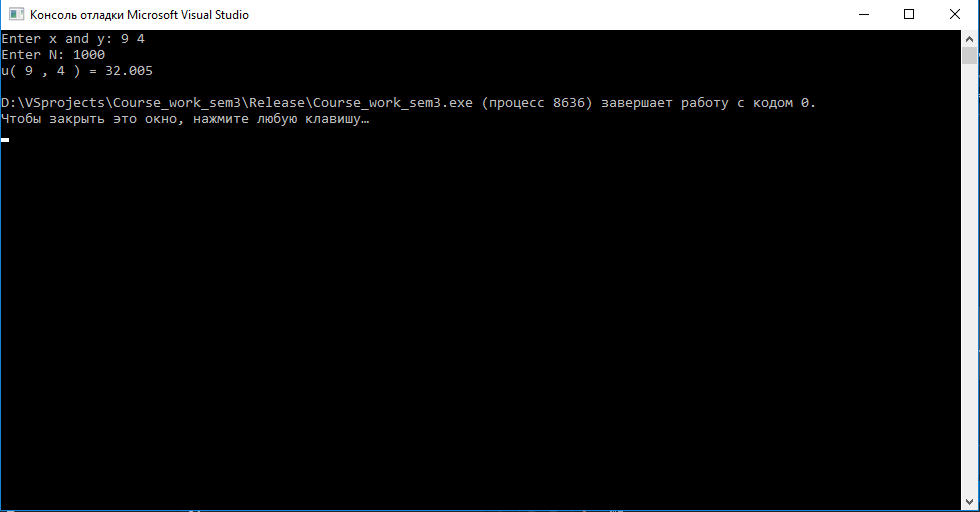 Консоль отладки Microsoft Visual Studio
Enter x and y: 9 4
Enter N: 1000
u( 9 , 4 ) = 32.005
D:\VSprojects\Course_work_sem3\Release\Course_work_sem3.exe (процесс 8636) завершает работу с кодом 0.
Чтобы закрыть это окно, нажмите любую клавишу…